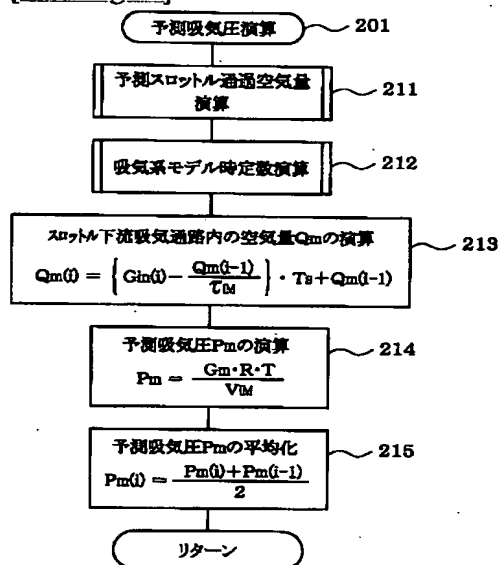 予測吸気圧演算
201
予測スロットル通過空気量
演算
211
吸気系モデル時定数演算
212
スロットル下流吸気通路内の空気量Qmの演算
213
Qm(i) = { Gin(i) − Qm(i-1) / τIM } · Ts + Qm(i-1)
予測吸気圧Pmの演算
214
Pm = Gm·R·T / VIM
予測吸気圧Pmの平均化
215
Pm(i) = Pm(i)+Pm(i-1) / 2
リターン